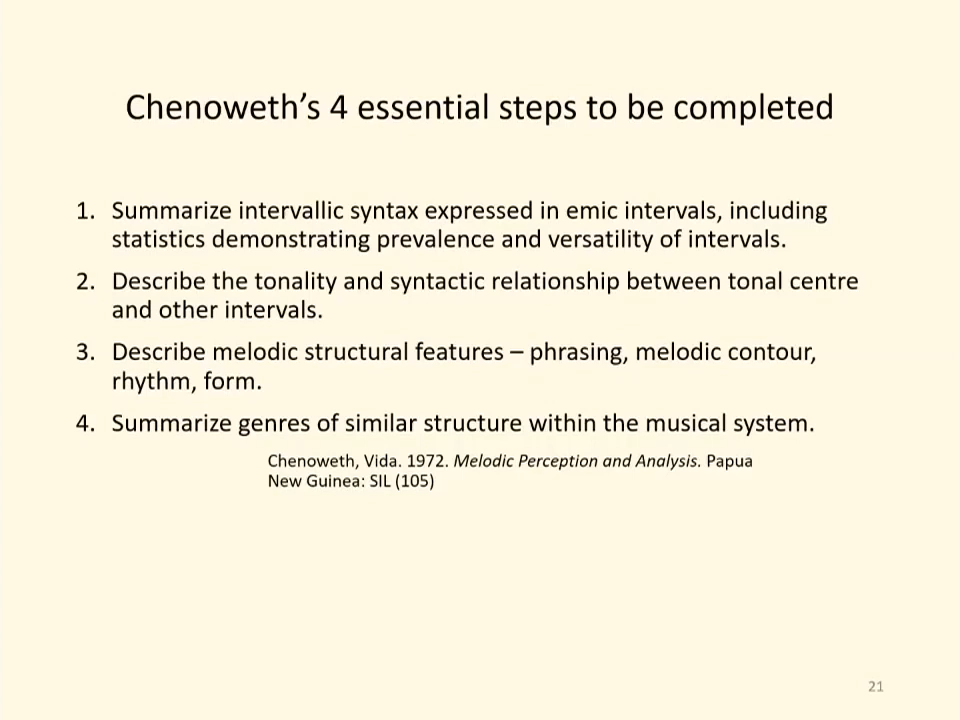 Chenoweth’s 4 essential steps to be completed
1. Summarize intervallic syntax expressed in emic intervals, including
statistics demonstrating prevalence and versatility of intervals.
2. Describe the tonality and syntactic relationship between tonal centre
and other intervals.
3. Describe melodic structural features – phrasing, melodic contour,
rhythm, form.
4. Summarize genres of similar structure within the musical system.
Chenoweth, Vida. 1972. Melodic Perception and Analysis. Papua
New Guinea: SIL (105)
21